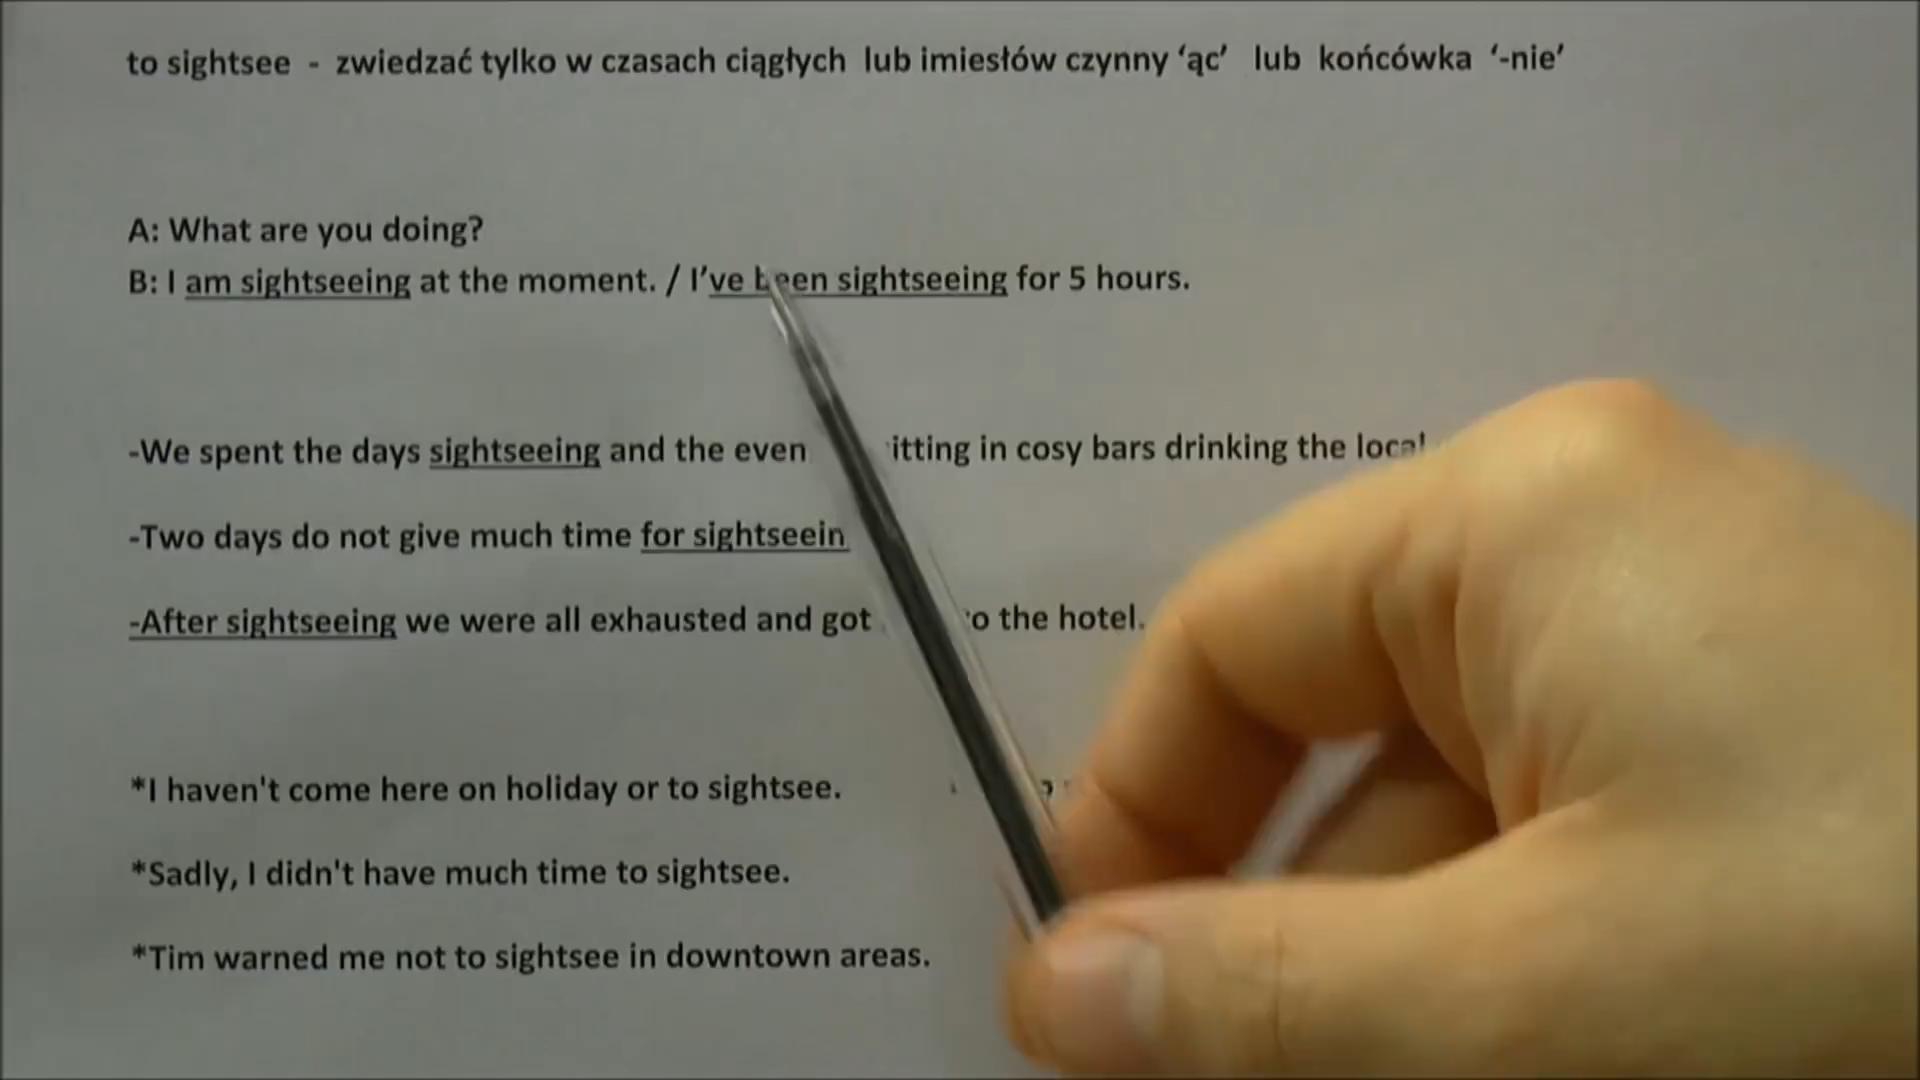 to sightsee - zwiedzać tylko w czasach ciągłych lub imiesłów czynny ‘ąc’ lub końcówka ‘-nie’
A: What are you doing?
B: I am sightseeing at the moment. / I’ve been sightseeing for 5 hours.
-We spent the days sightseeing and the even itting in cosy bars drinking the local
-Two days do not give much time for sightseein
-After sightseeing we were all exhausted and got to the hotel.
*I haven't come here on holiday or to sightsee.
*Sadly, I didn't have much time to sightsee.
*Tim warned me not to sightsee in downtown areas.